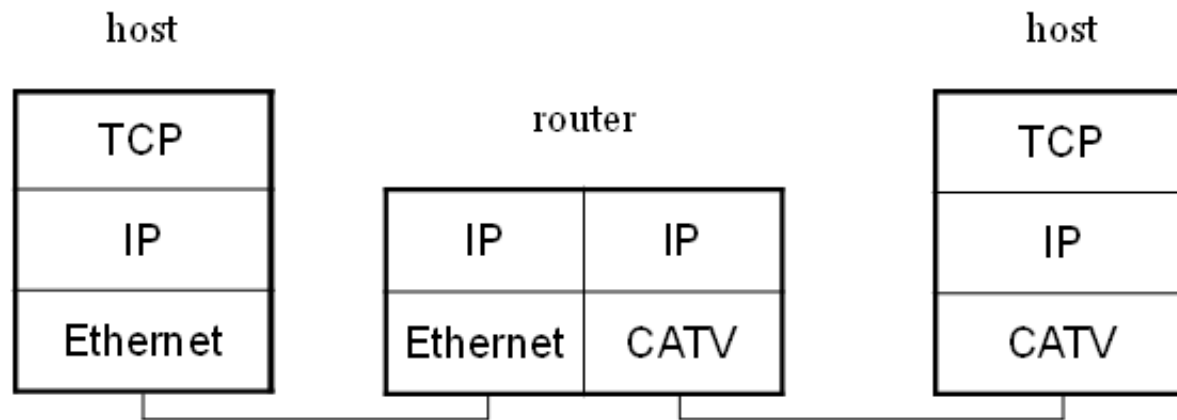 host
host
router
TCP
TCP
IP
IP
IP
IP
Ethernet
Ethernet
CATV
CATV